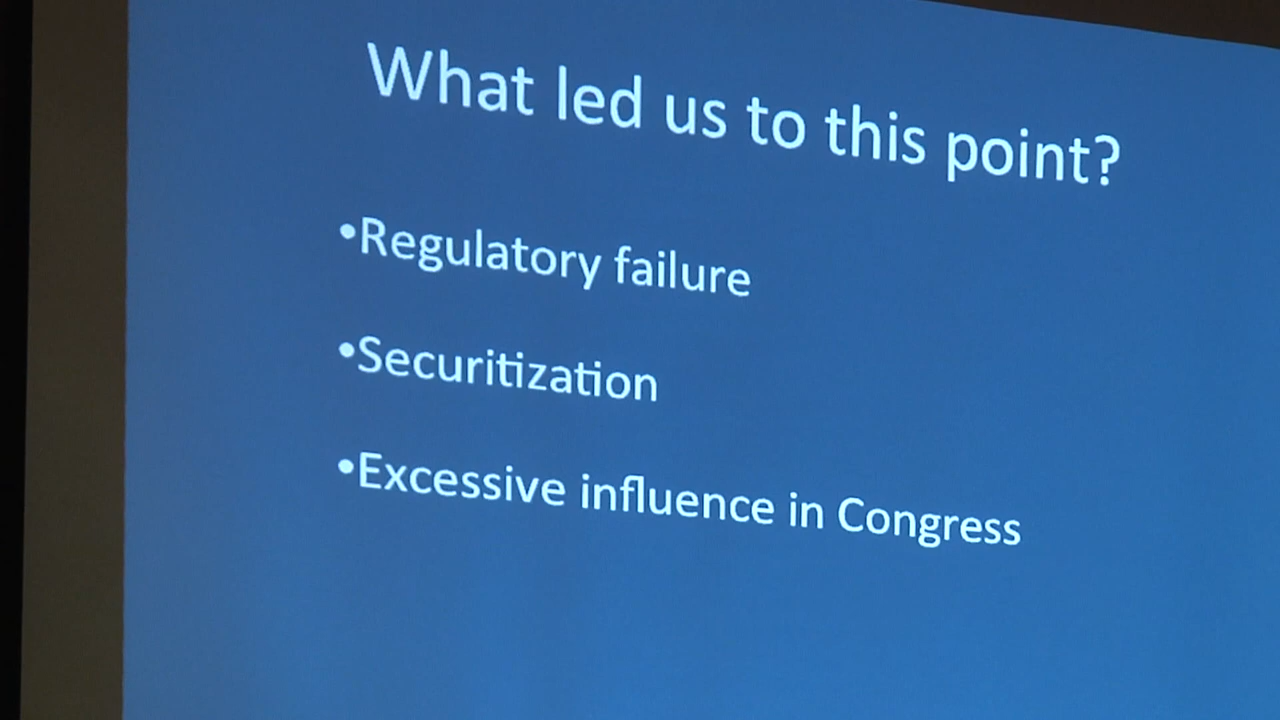 What led us to this point?
•Regulatory failure
•Securitization
•Excessive influence in Congress